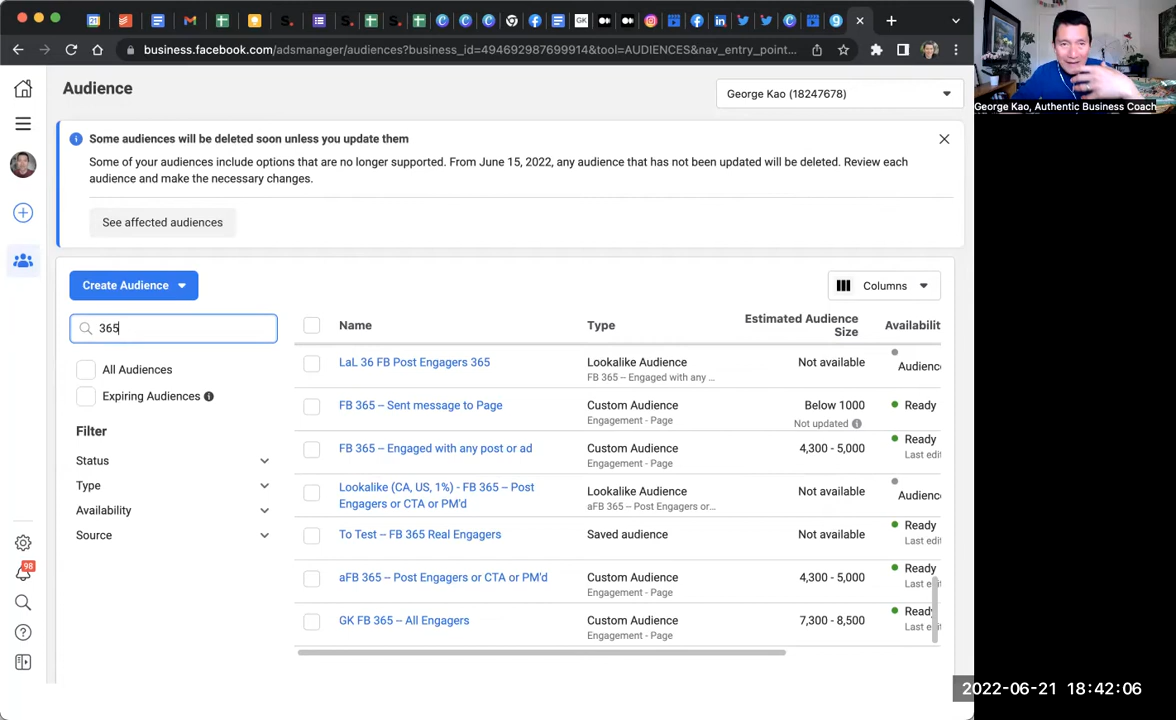 business.facebook.com/adsmanager/audiences?business_id=494692987699914&tool=AUDIENCES&nav_entry_point...
George Kao, Authentic Business Coach
Audience
George Kao (18247678)
Some audiences will be deleted soon unless you update them
Some of your audiences include options that are no longer supported. From June 15, 2022, any audience that has not been updated will be deleted. Review each
audience and make the necessary changes.
See affected audiences
Create Audience
Columns
365
Name
Type
Estimated Audience
Size
Availabilit
All Audiences
Expiring Audiences
Filter
Status
Type
Availability
Source
LaL 36 FB Post Engagers 365
Lookalike Audience
FB 365 – Engaged with any ...
Not available
Audienc
FB 365 – Sent message to Page
Custom Audience
Engagement - Page
Below 1000
Not updated
Ready
FB 365 – Engaged with any post or ad
Custom Audience
Engagement - Page
4,300 - 5,000
Ready
Last edit
Lookalike (CA, US, 1%) - FB 365 – Post
Engagers or CTA or PM'd
Lookalike Audience
aFB 365 – Post Engagers or...
Not available
Audienc
To Test – FB 365 Real Engagers
Saved audience
Not available
Ready
Last edit
aFB 365 – Post Engagers or CTA or PM'd
Custom Audience
Engagement - Page
4,300 - 5,000
Ready
Last edit
GK FB 365 – All Engagers
Custom Audience
Engagement - Page
7,300 - 8,500
Ready
Last edit
98
GK
2022-06-21 18:42:06